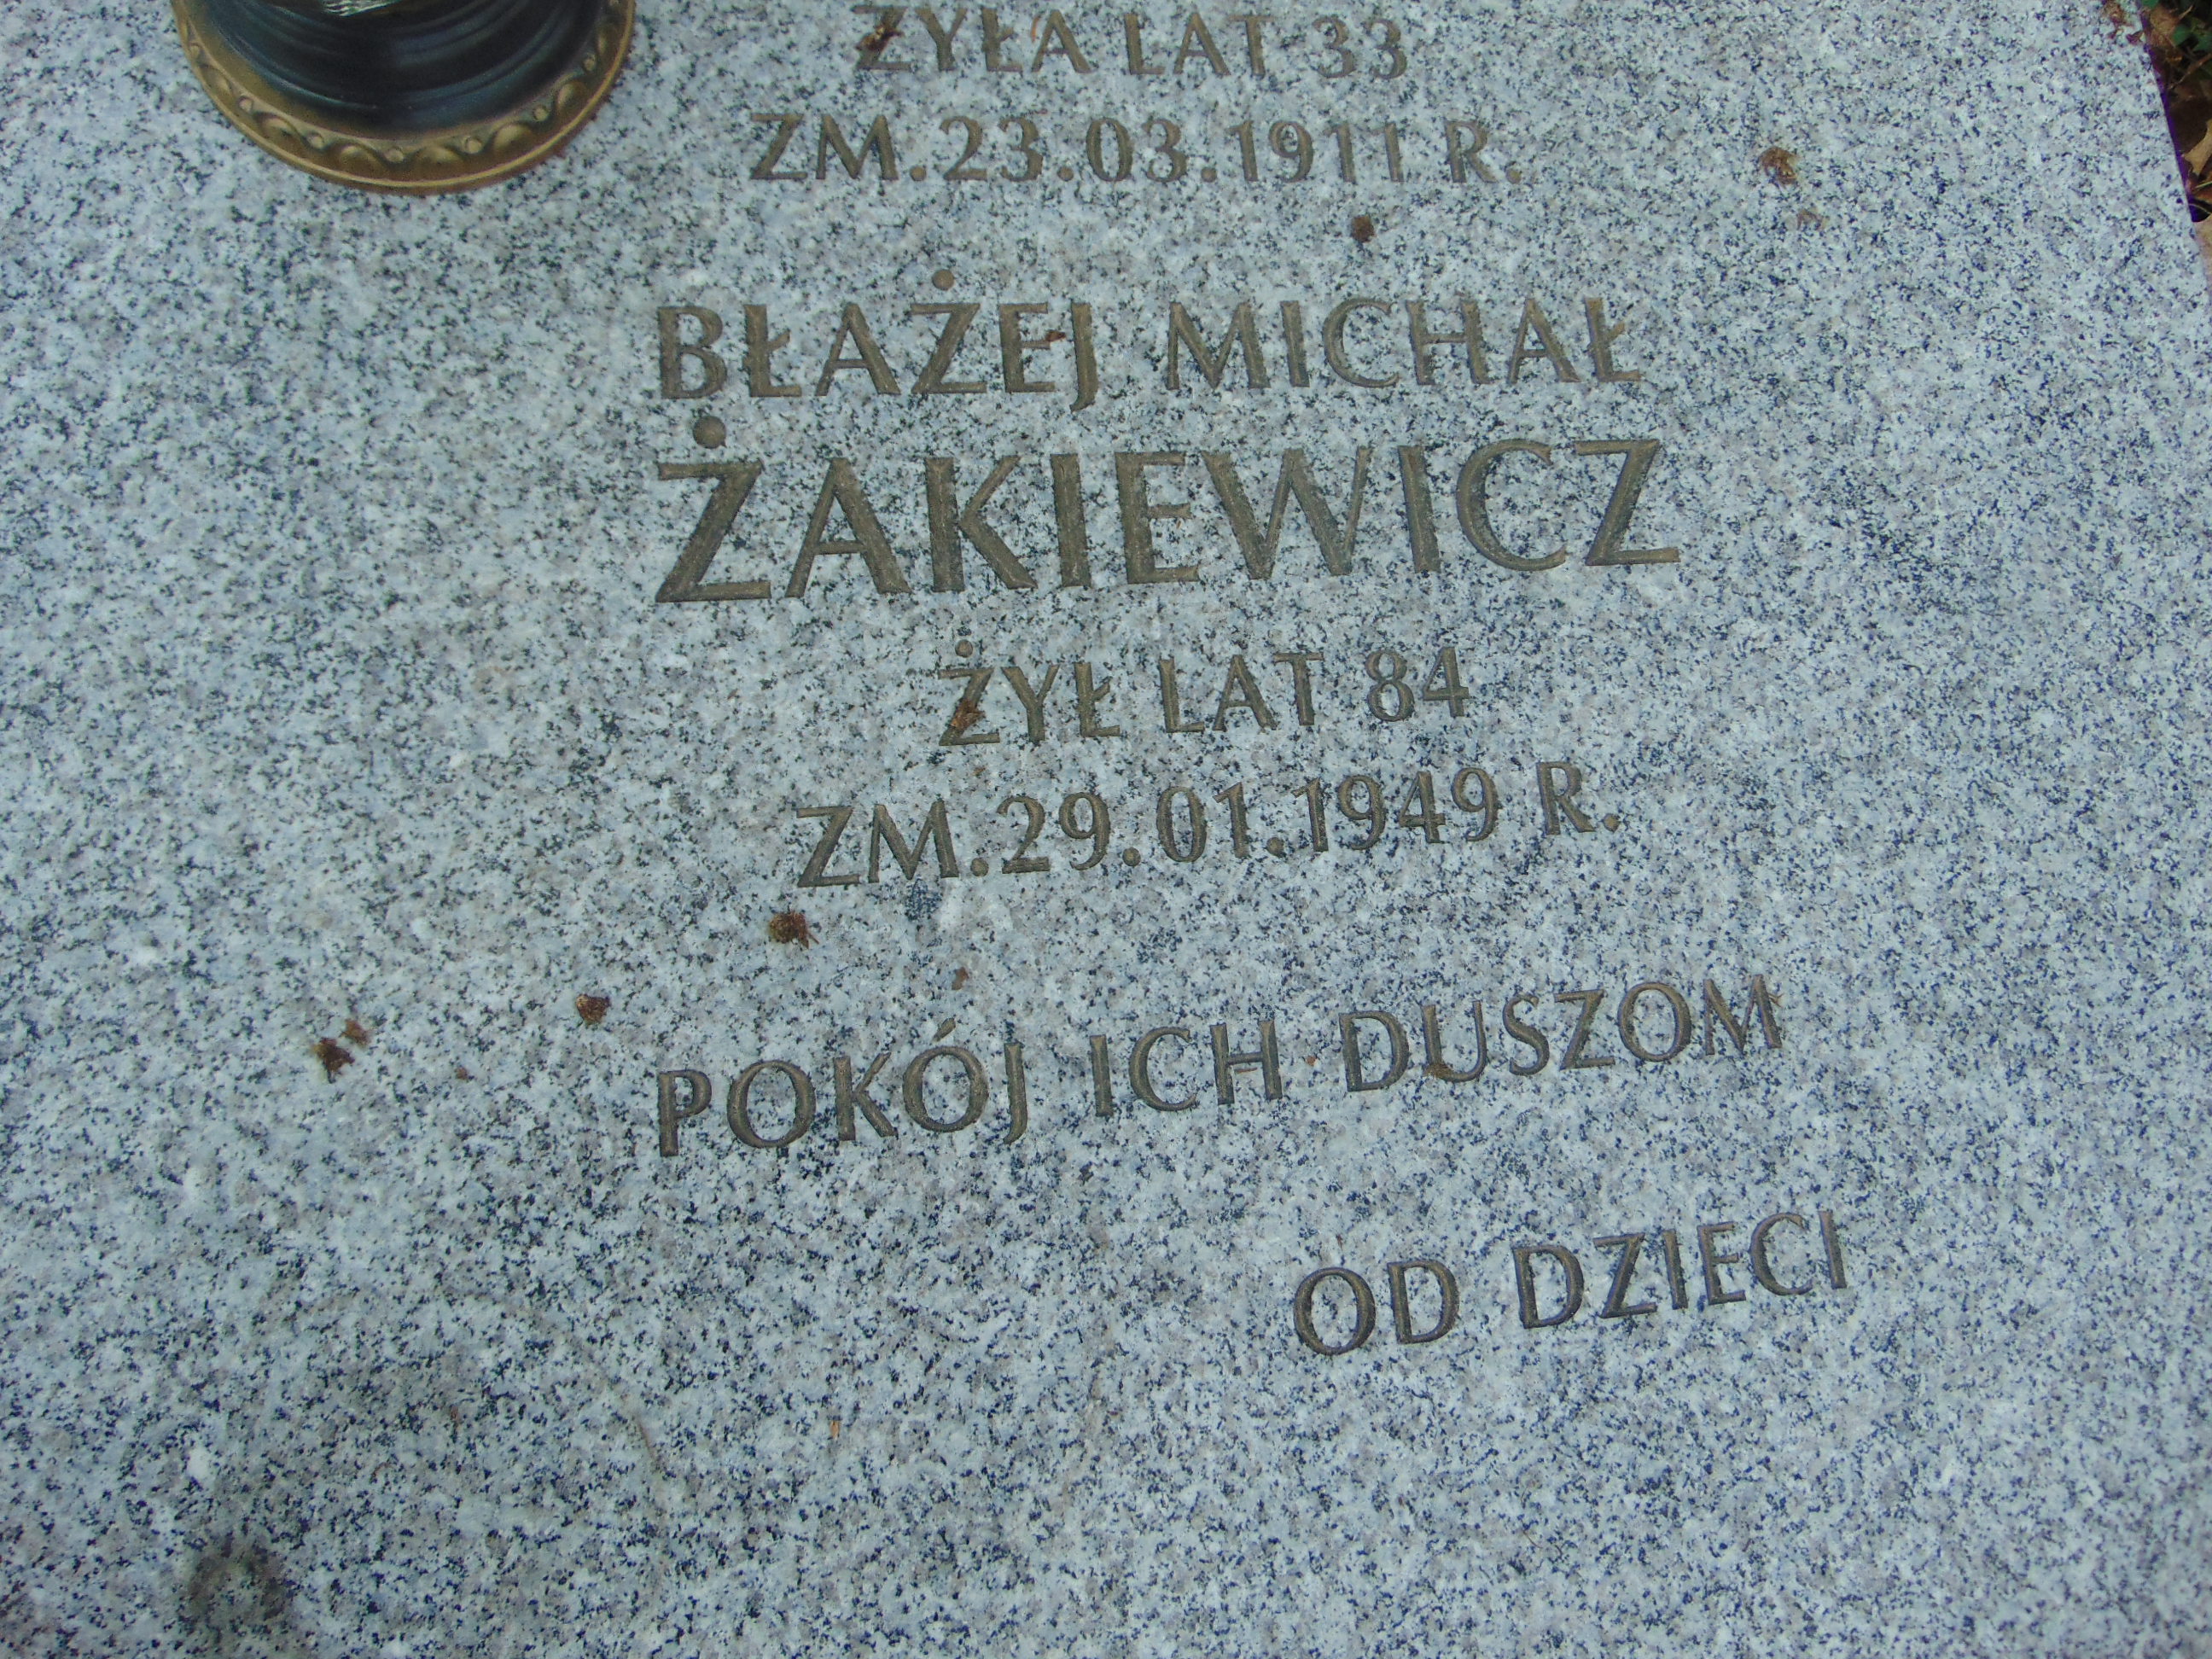 ŻYŁA LAT 33
ZM.23.03.1911 R.
BŁAŻEJ MICHAŁ
ŻAKIEWICZ
ŻYŁ LAT 84
ZM.29.01.1949 R.
POKÓJ ICH DUSZOM
OD DZIECI